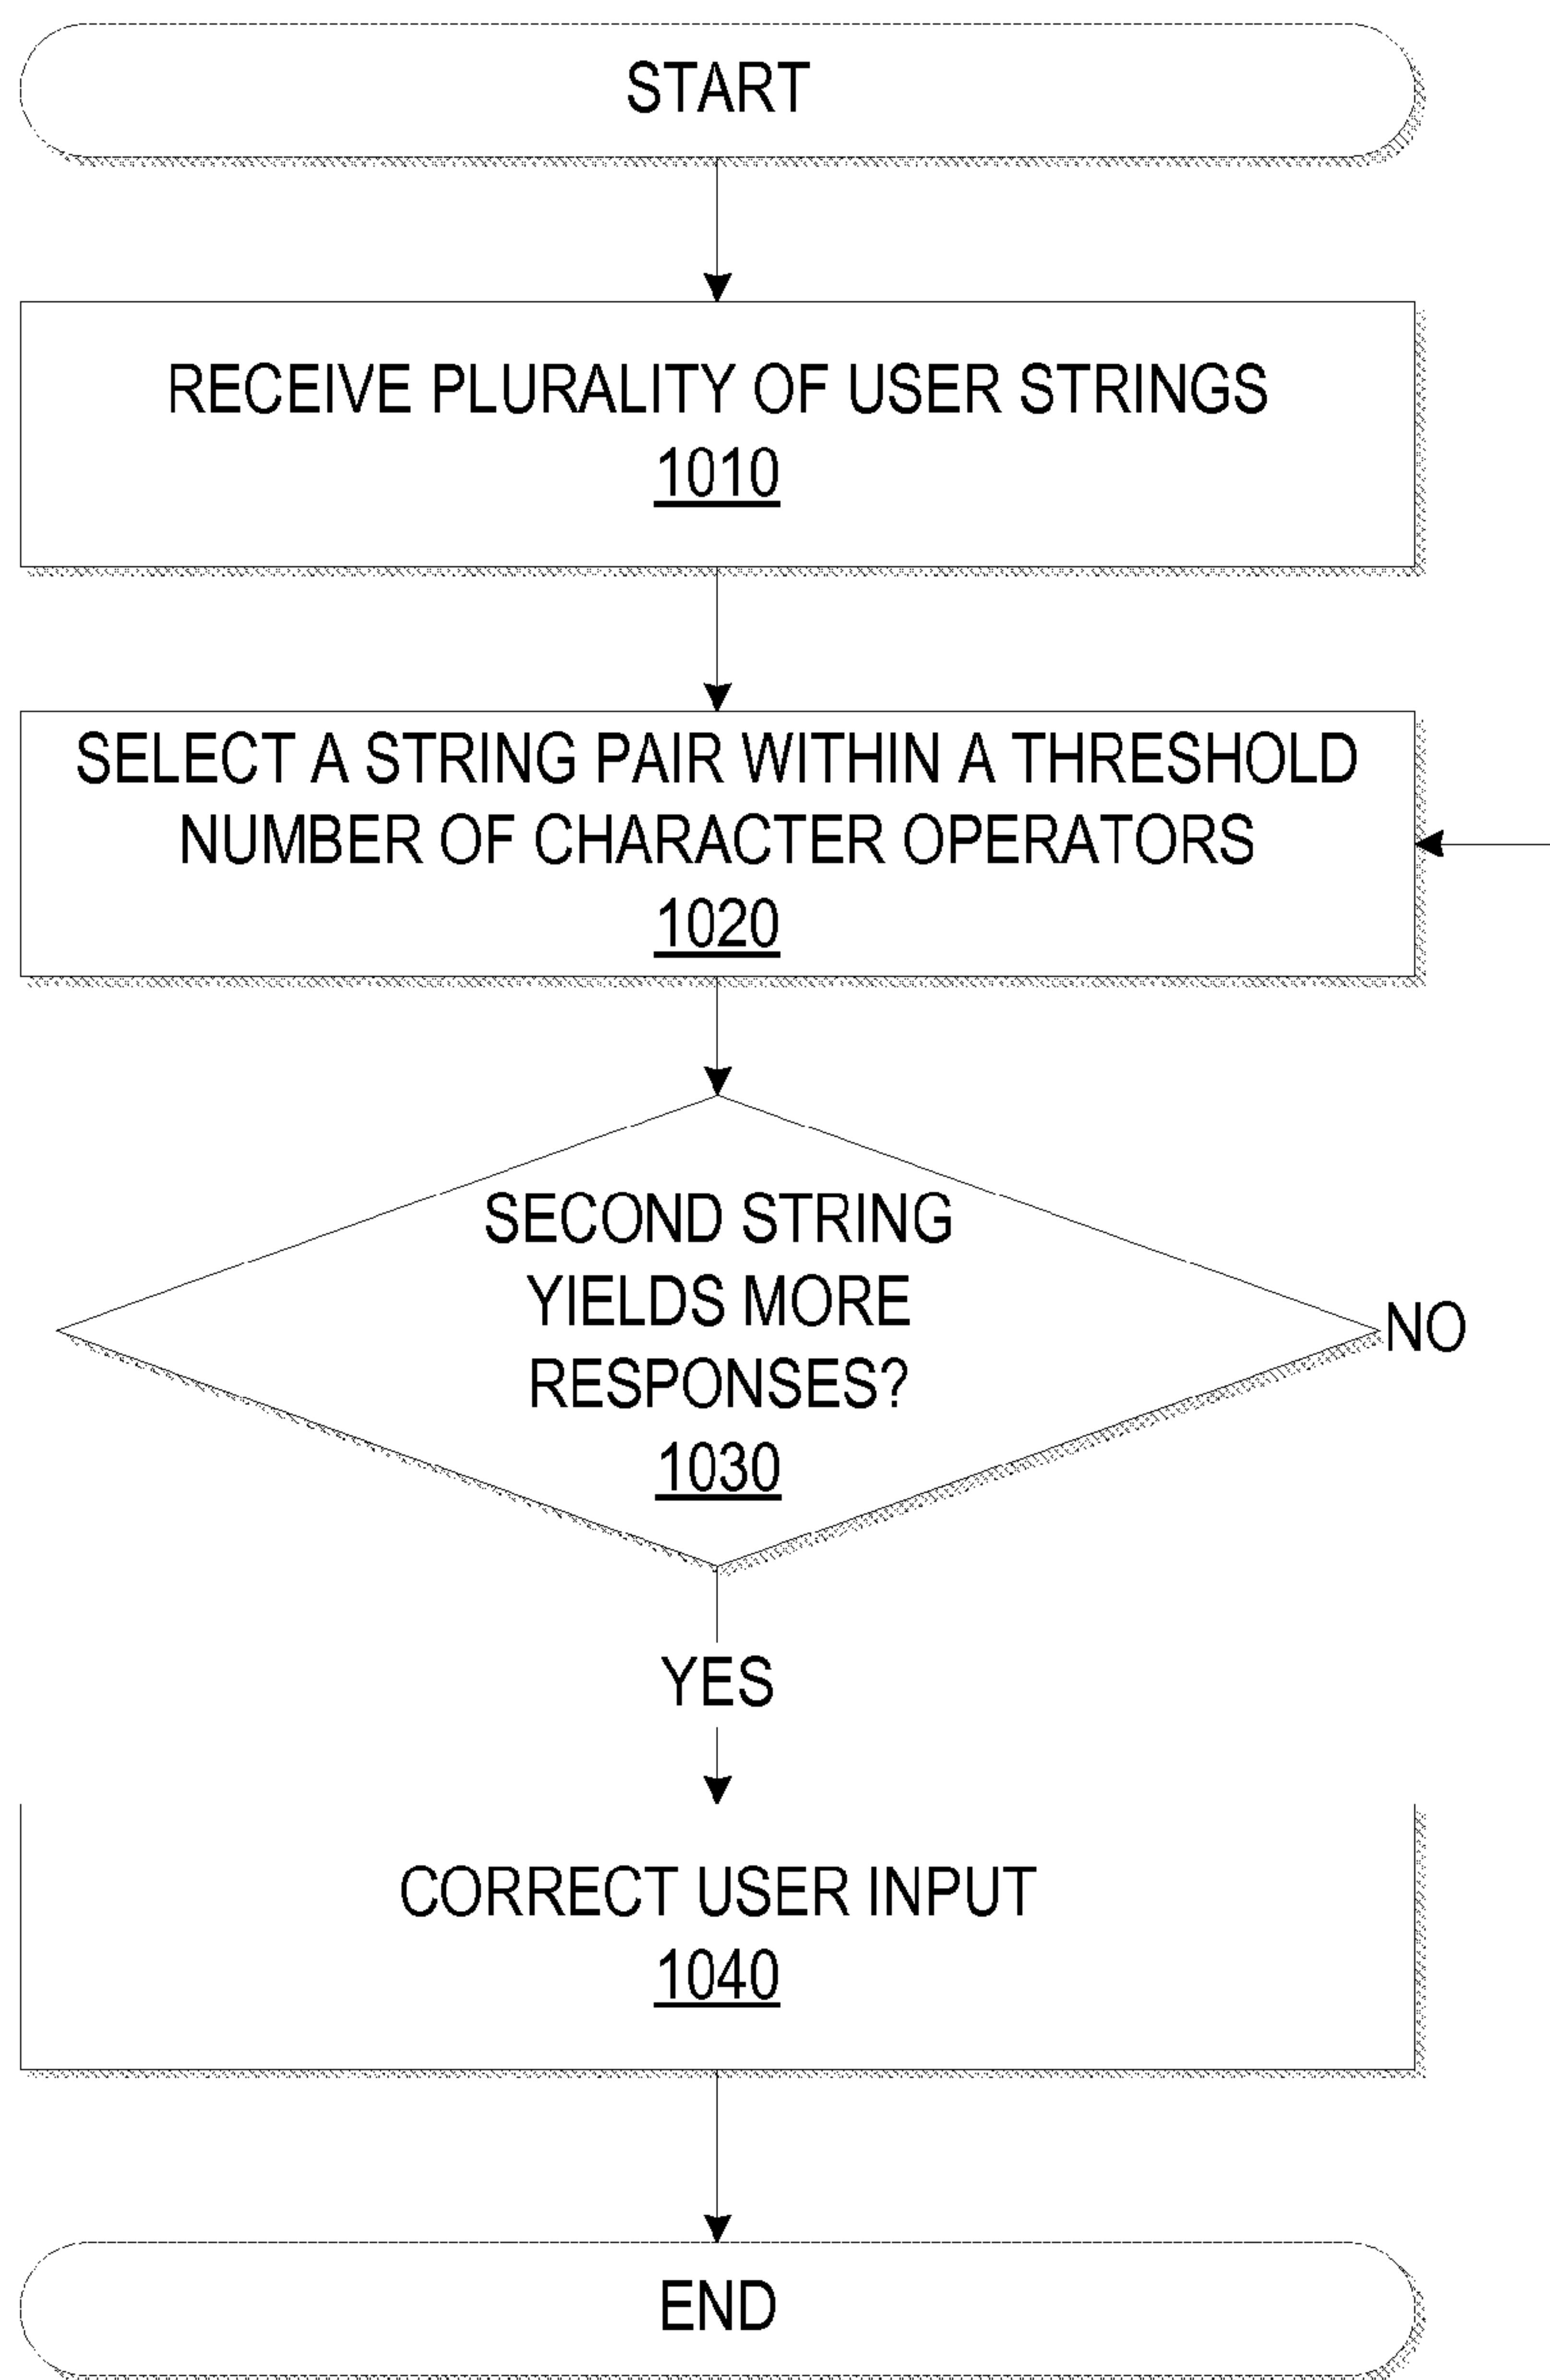 START
RECEIVE PLURALITY OF USER STRINGS
1010
SELECT A STRING PAIR WITHIN A THRESHOLD
NUMBER OF CHARACTER OPERATORS
1020
SECOND STRING
YIELDS MORE
RESPONSES?
1030
NO
YES
CORRECT USER INPUT
1040
END